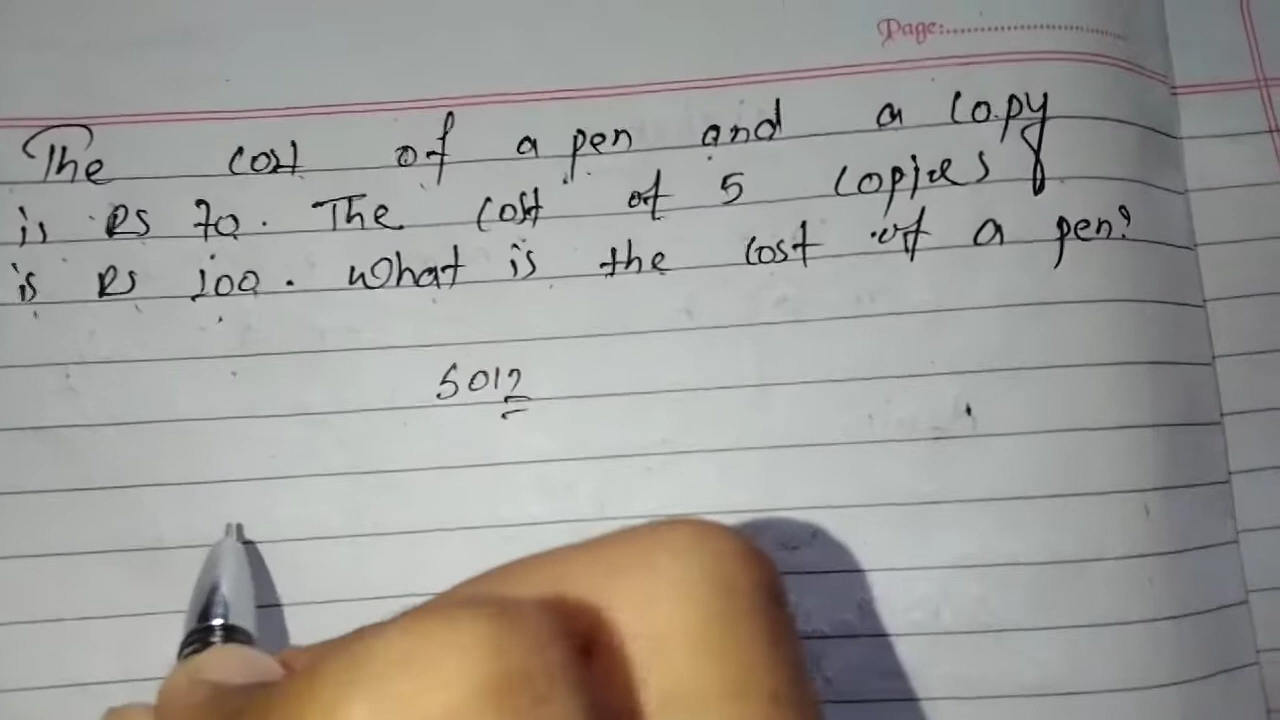 Page:
The cost of a pen and a copy
is RS 70. The cost of 5 copies
is RS 100. What is the cost of a pen?
Soln